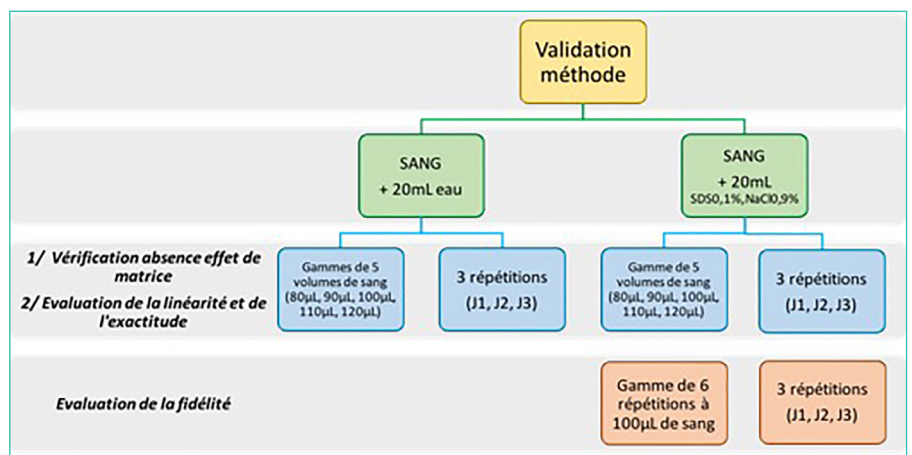 Validation
méthode
SANG
+ 20mL eau
SANG
+ 20mL
SDS0,1%,NaCl0,9%
1/ Vérification absence effet de
matrice
2/ Evaluation de la linéarité et de
l'exactitude
Gammes de 5
volumes de sang
(80µL, 90µL, 100µL,
110µL, 120µL)
3 répétitions
(J1, J2, J3)
Gamme de 5
volumes de sang
(80µL, 90µL, 100µL,
110µL, 120µL)
3 répétitions
(J1, J2, J3)
Evaluation de la fidélité
Gamme de 6
répétitions à
100µL de sang
3 répétitions
(J1, J2, J3)